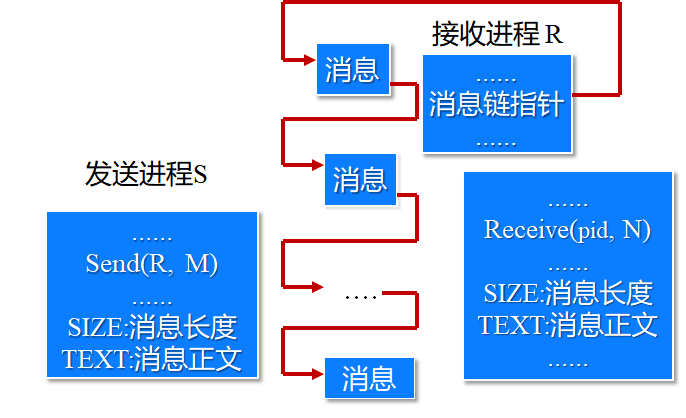 接收进程 R
消息
......
消息链指针
......
消息
发送进程S
......
Send(R, M)
......
SIZE:消息长度
TEXT:消息正文
......
Receive(pid, N)
......
SIZE:消息长度
TEXT:消息正文
......
....
消息